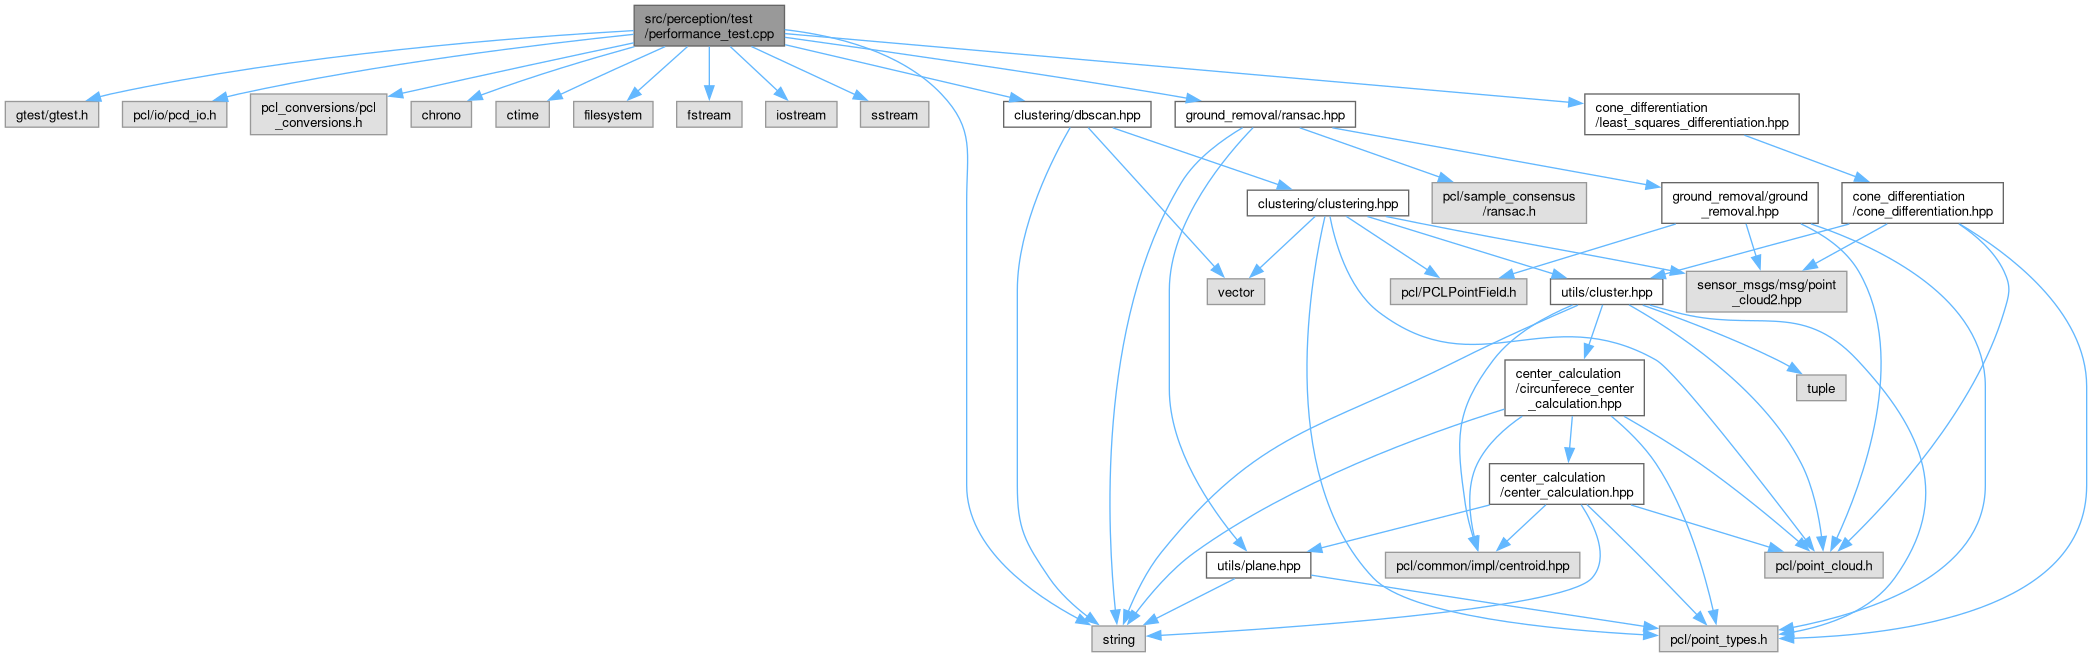 src/perception/test
/performance_test.cpp
gtest/gtest.h
pcl/io/pcd_io.h
pcl_conversions/pcl
_conversions.h
chrono
ctime
filesystem
fstream
iostream
sstream
clustering/dbscan.hpp
ground_removal/ransac.hpp
cone_differentiation
/least_squares_differentiation.hpp
clustering/clustering.hpp
pcl/sample_consensus
/ransac.h
ground_removal/ground
_removal.hpp
cone_differentiation
/cone_differentiation.hpp
vector
pcl/PCLPointField.h
utils/cluster.hpp
sensor_msgs/msg/point
_cloud2.hpp
center_calculation
/circunferece_center
_calculation.hpp
tuple
center_calculation
/center_calculation.hpp
utils/plane.hpp
pcl/common/impl/centroid.hpp
pcl/point_cloud.h
string
pcl/point_types.h